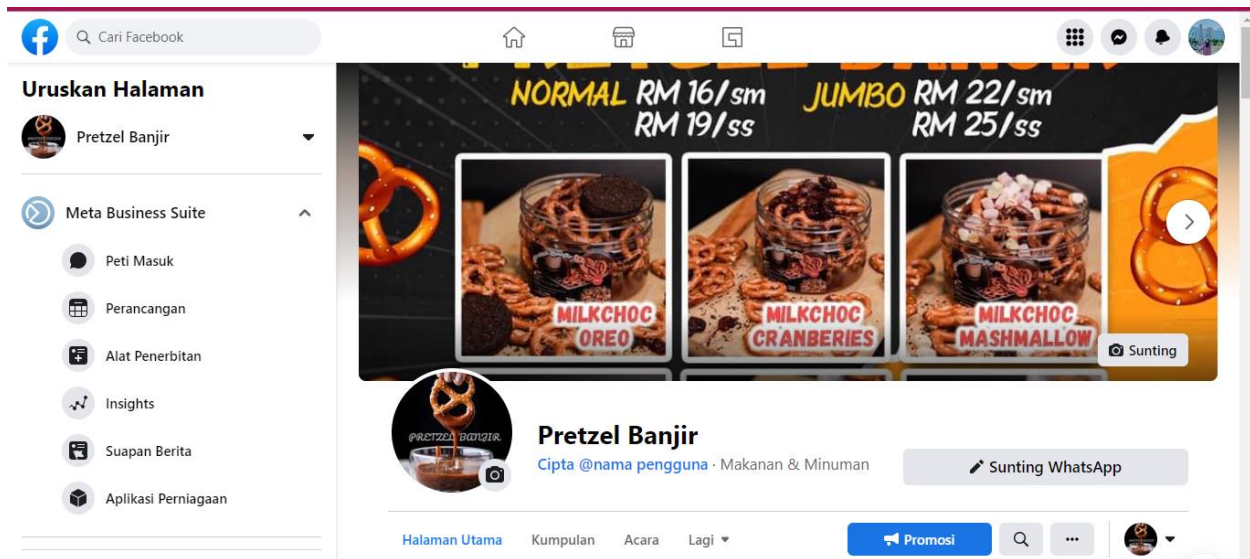 Cari Facebook
Uruskan Halaman
Pretzel Banjir
Meta Business Suite
Peti Masuk
Perancangan
Alat Penerbitan
Insights
Suapan Berita
Aplikasi Perniagaan
PRETZEL BANJIR
NORMAL RM 16/sm JUMBO RM 22/sm
RM 19/ss RM 25/ss
MILKCHOC OREO
MILKCHOC CRANBERIES
MILKCHOC MASHMALLOW
Sunting
PRETZEL BANJIR
Pretzel Banjir
Cipta @nama pengguna · Makanan & Minuman
Sunting WhatsApp
Halaman Utama Kumpulan Acara Lagi
Promosi